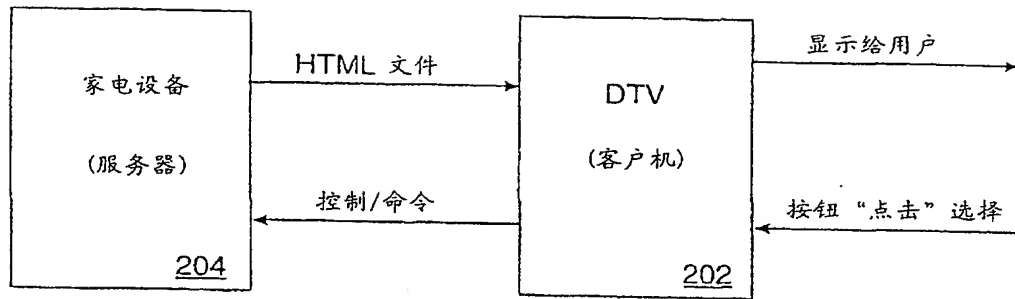 家电设备
(服务器)
204
HTML 文件
控制/命令
DTV
(客户机)
202
显示给用户
按钮“点击”选择